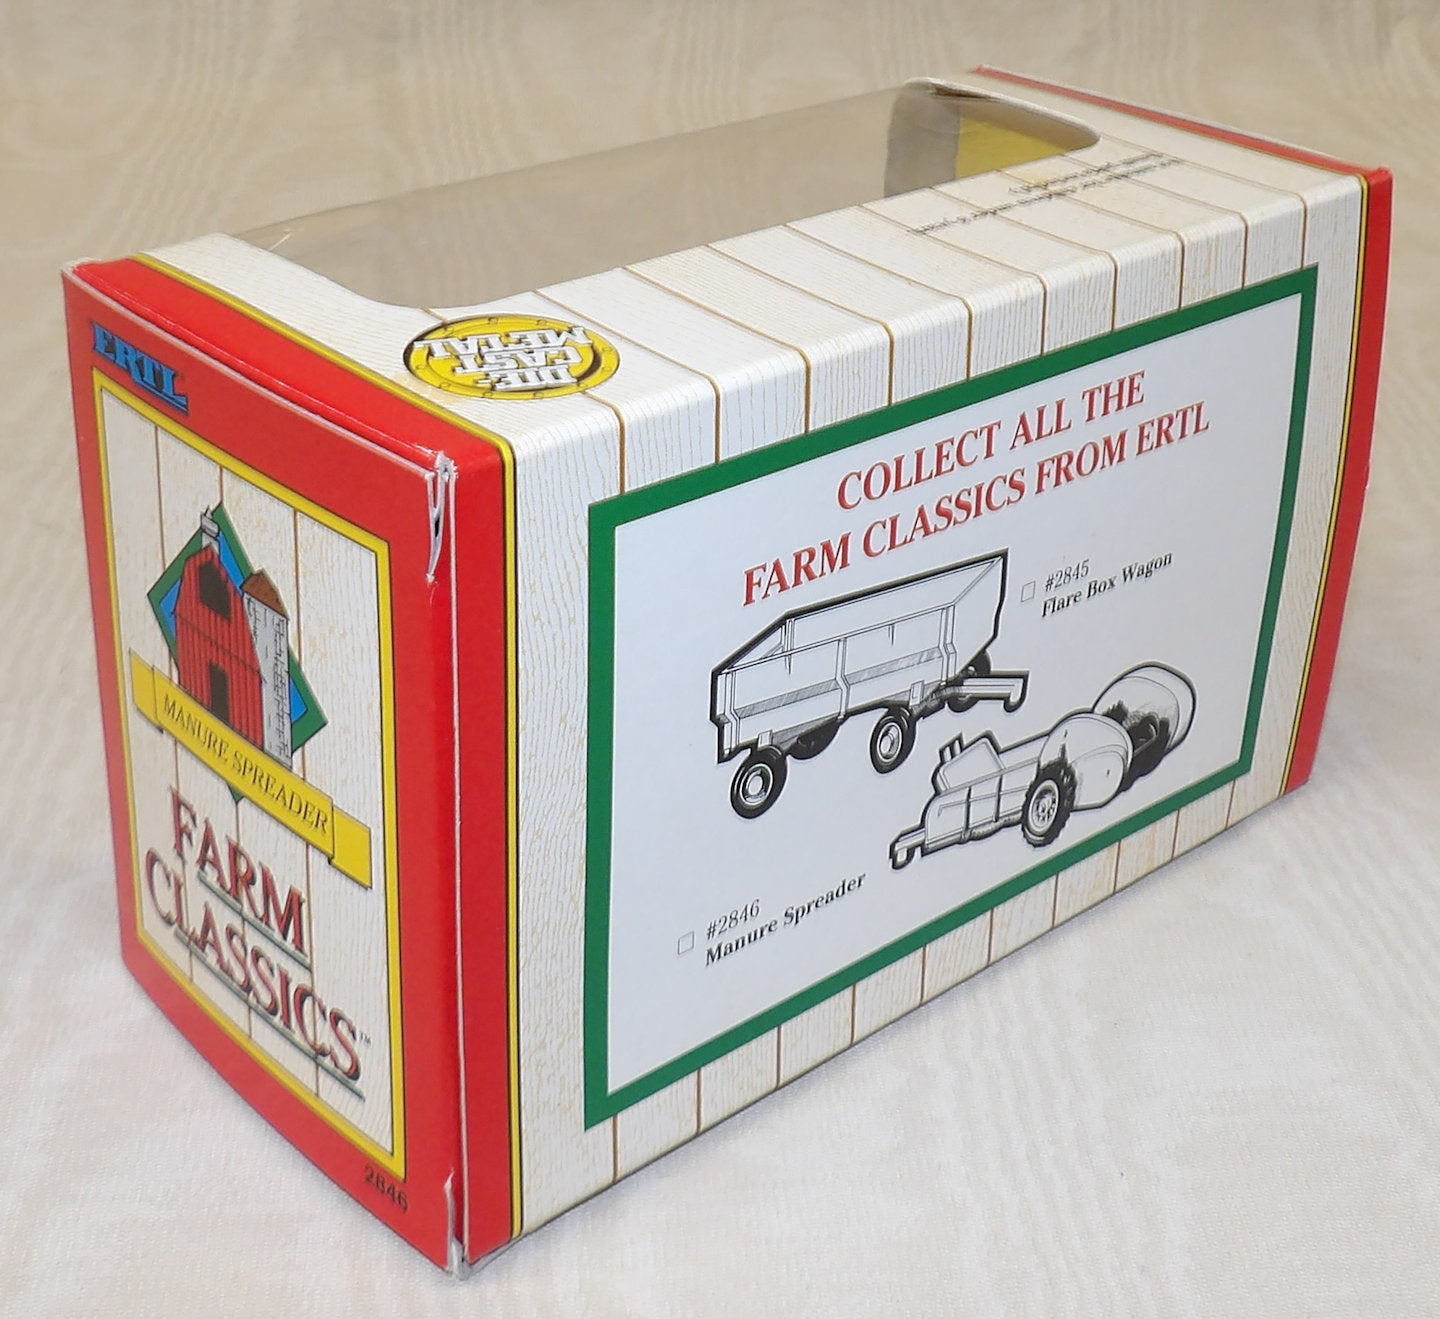 ERTL
MANURE SPREADER
FARM
CLASSICS™
2846
DIE-
CAST
METAL
COLLECT ALL THE
FARM CLASSICS FROM ERTL
#2845
Flare Box Wagon
#2846
Manure Spreader